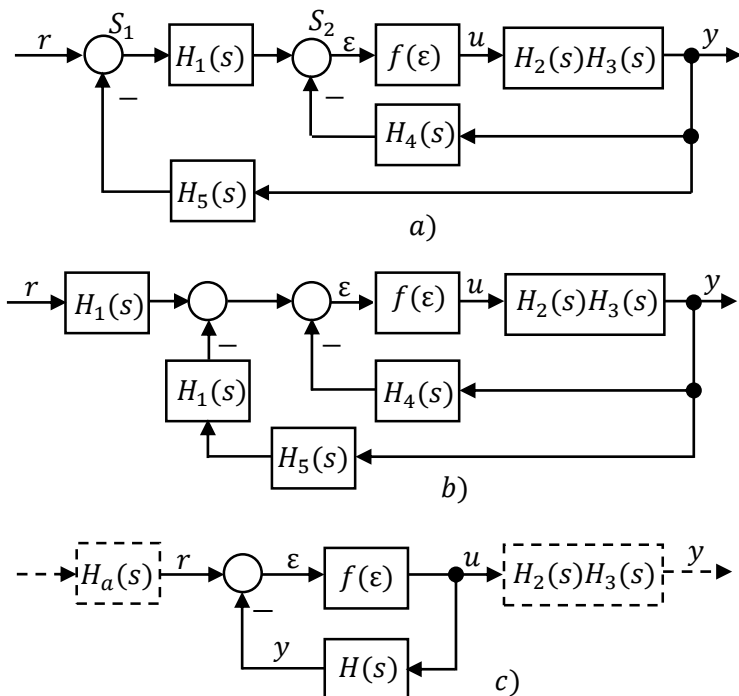 r S₁ H₁(s) S₂ ε f(ε) u H₂(s)H₃(s) y
− −
H₄(s)
H₅(s)
a)
r H₁(s) ε f(ε) u H₂(s)H₃(s) y
− −
H₁(s) H₄(s)
H₅(s)
b)
Hₐ(s) r ε f(ε) u H₂(s)H₃(s) y
−
y H(s)
c)